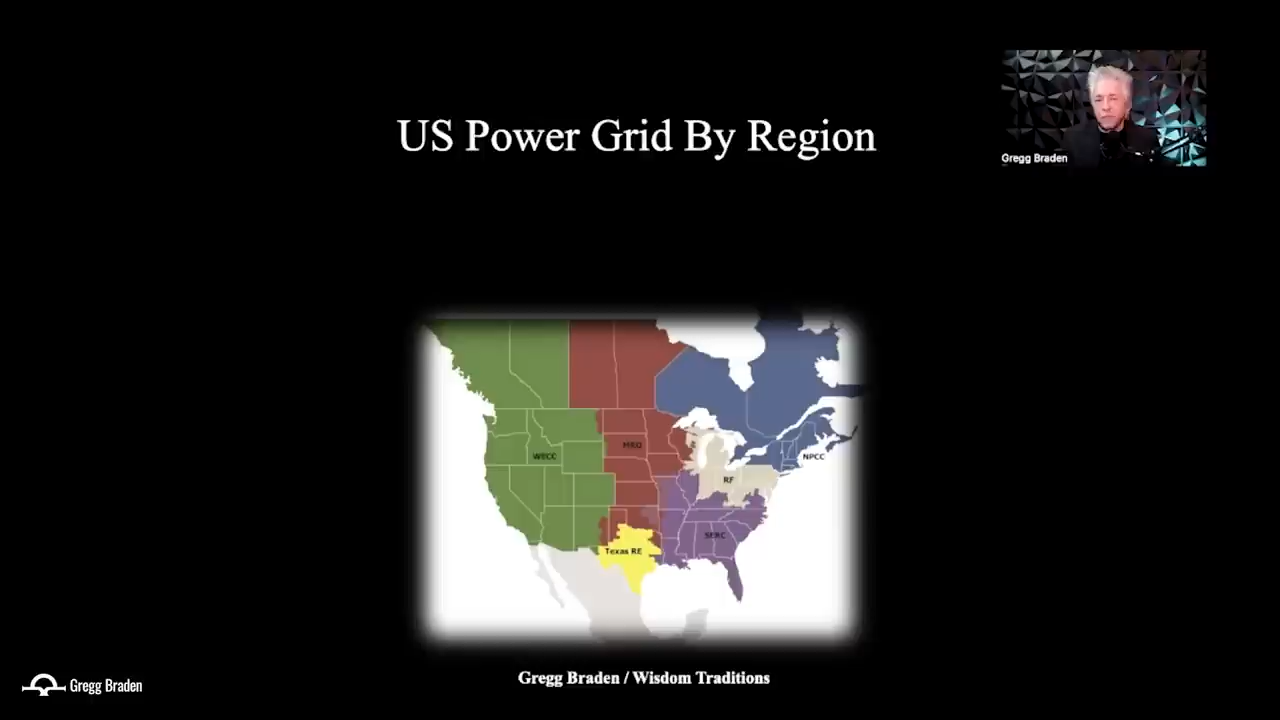 US Power Grid By Region
Gregg Braden
MRO
WECC
NPCC
RF
SERC
Texas RE
Gregg Braden / Wisdom Traditions
Gregg Braden